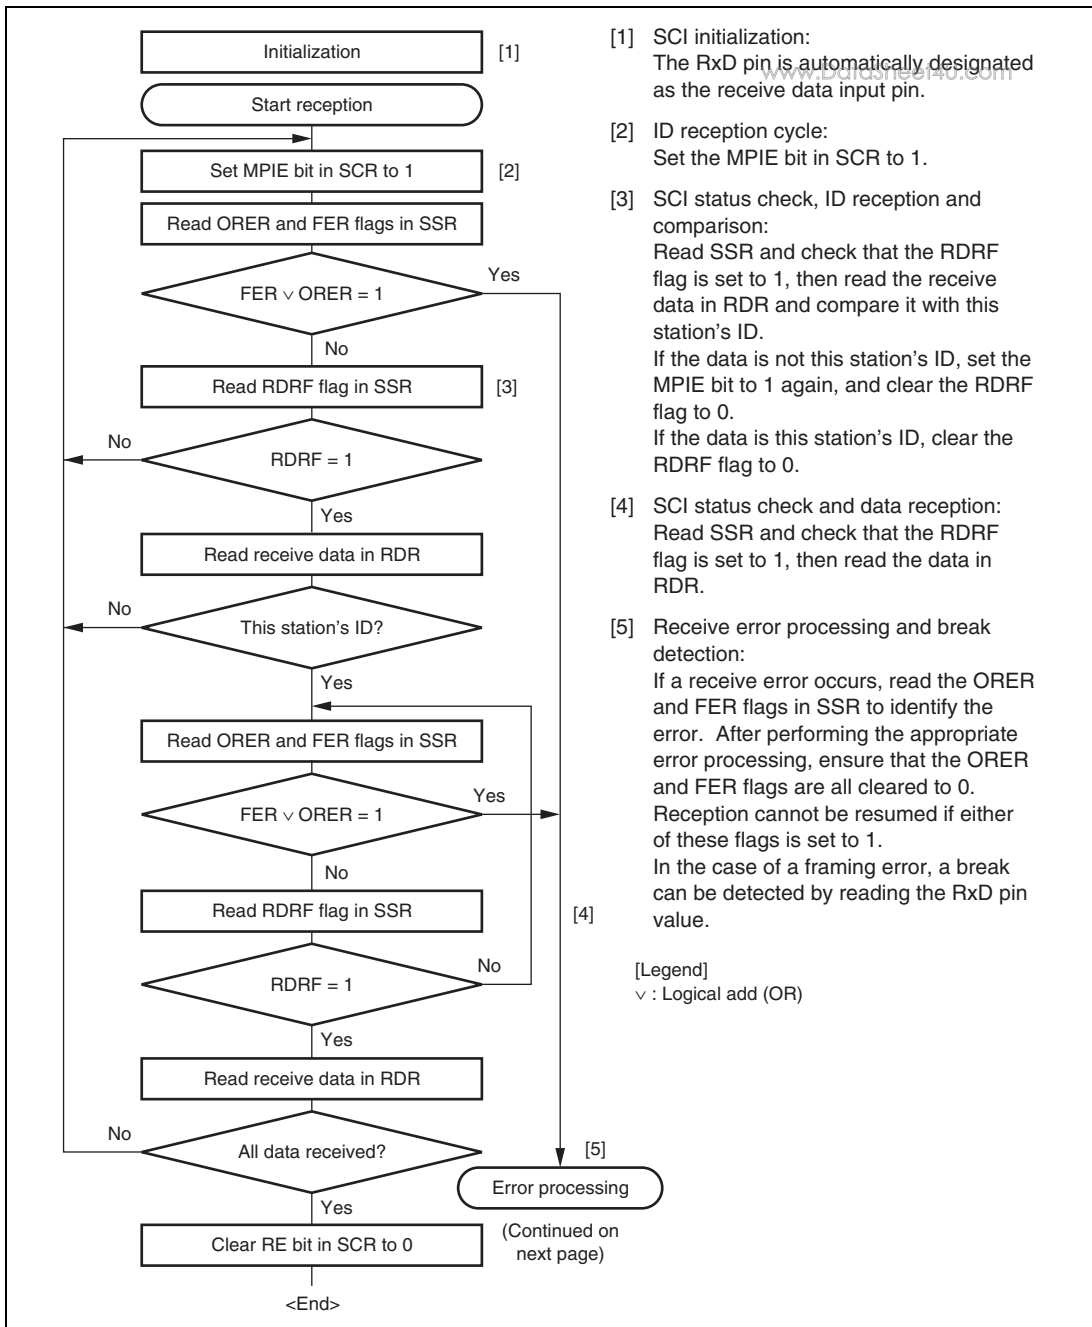 Initialization [1]
Start reception
Set MPIE bit in SCR to 1 [2]
Read ORER and FER flags in SSR
Yes
FER ∨ ORER = 1
No
Read RDRF flag in SSR [3]
No
RDRF = 1
Yes
Read receive data in RDR
No
This station's ID?
Yes
Read ORER and FER flags in SSR
Yes
FER ∨ ORER = 1
No
Read RDRF flag in SSR [4]
No
RDRF = 1
Yes
Read receive data in RDR
No
All data received?
[5]
Error processing
Yes
(Continued on
next page)
Clear RE bit in SCR to 0
<End>
[1] SCI initialization:
The RxD pin is automatically designated
www.DataSheet4U.com
as the receive data input pin.
[2] ID reception cycle:
Set the MPIE bit in SCR to 1.
[3] SCI status check, ID reception and
comparison:
Read SSR and check that the RDRF
flag is set to 1, then read the receive
data in RDR and compare it with this
station's ID.
If the data is not this station's ID, set the
MPIE bit to 1 again, and clear the RDRF
flag to 0.
If the data is this station's ID, clear the
RDRF flag to 0.
[4] SCI status check and data reception:
Read SSR and check that the RDRF
flag is set to 1, then read the data in
RDR.
[5] Receive error processing and break
detection:
If a receive error occurs, read the ORER
and FER flags in SSR to identify the
error. After performing the appropriate
error processing, ensure that the ORER
and FER flags are all cleared to 0.
Reception cannot be resumed if either
of these flags is set to 1.
In the case of a framing error, a break
can be detected by reading the RxD pin
value.
[Legend]
∨ : Logical add (OR)